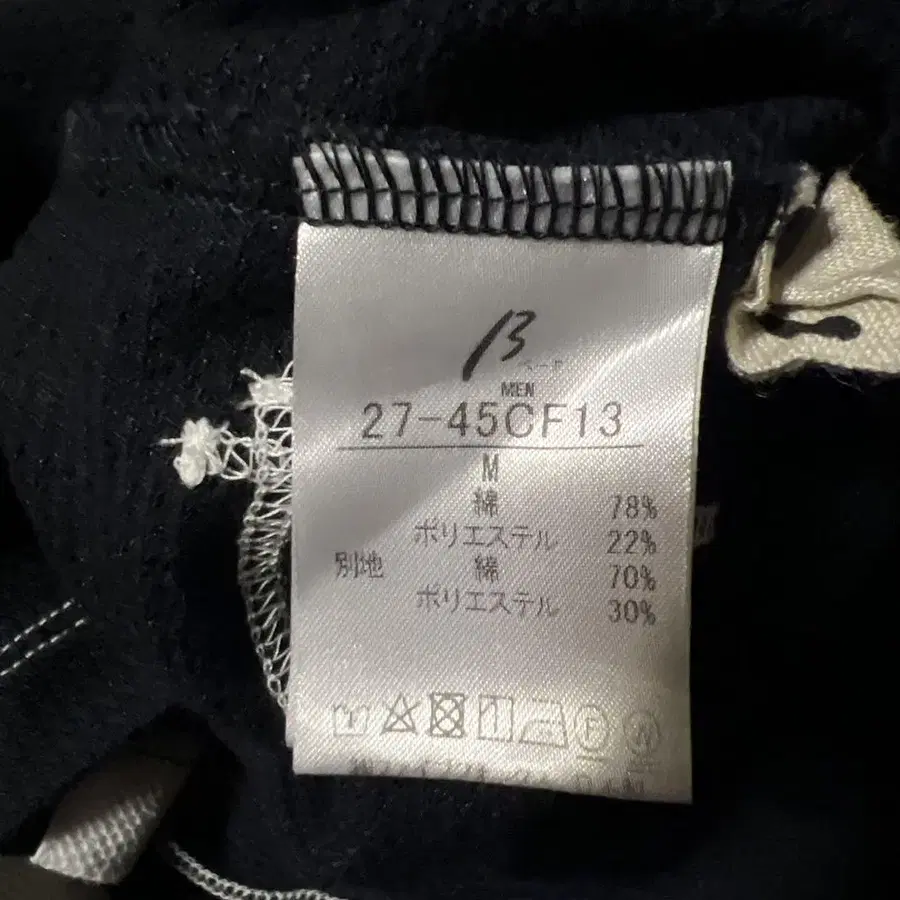 β
MEN
27-45CF13
M
綿 78%
ポリエステル 22%
別地 綿 70%
ポリエステル 30%